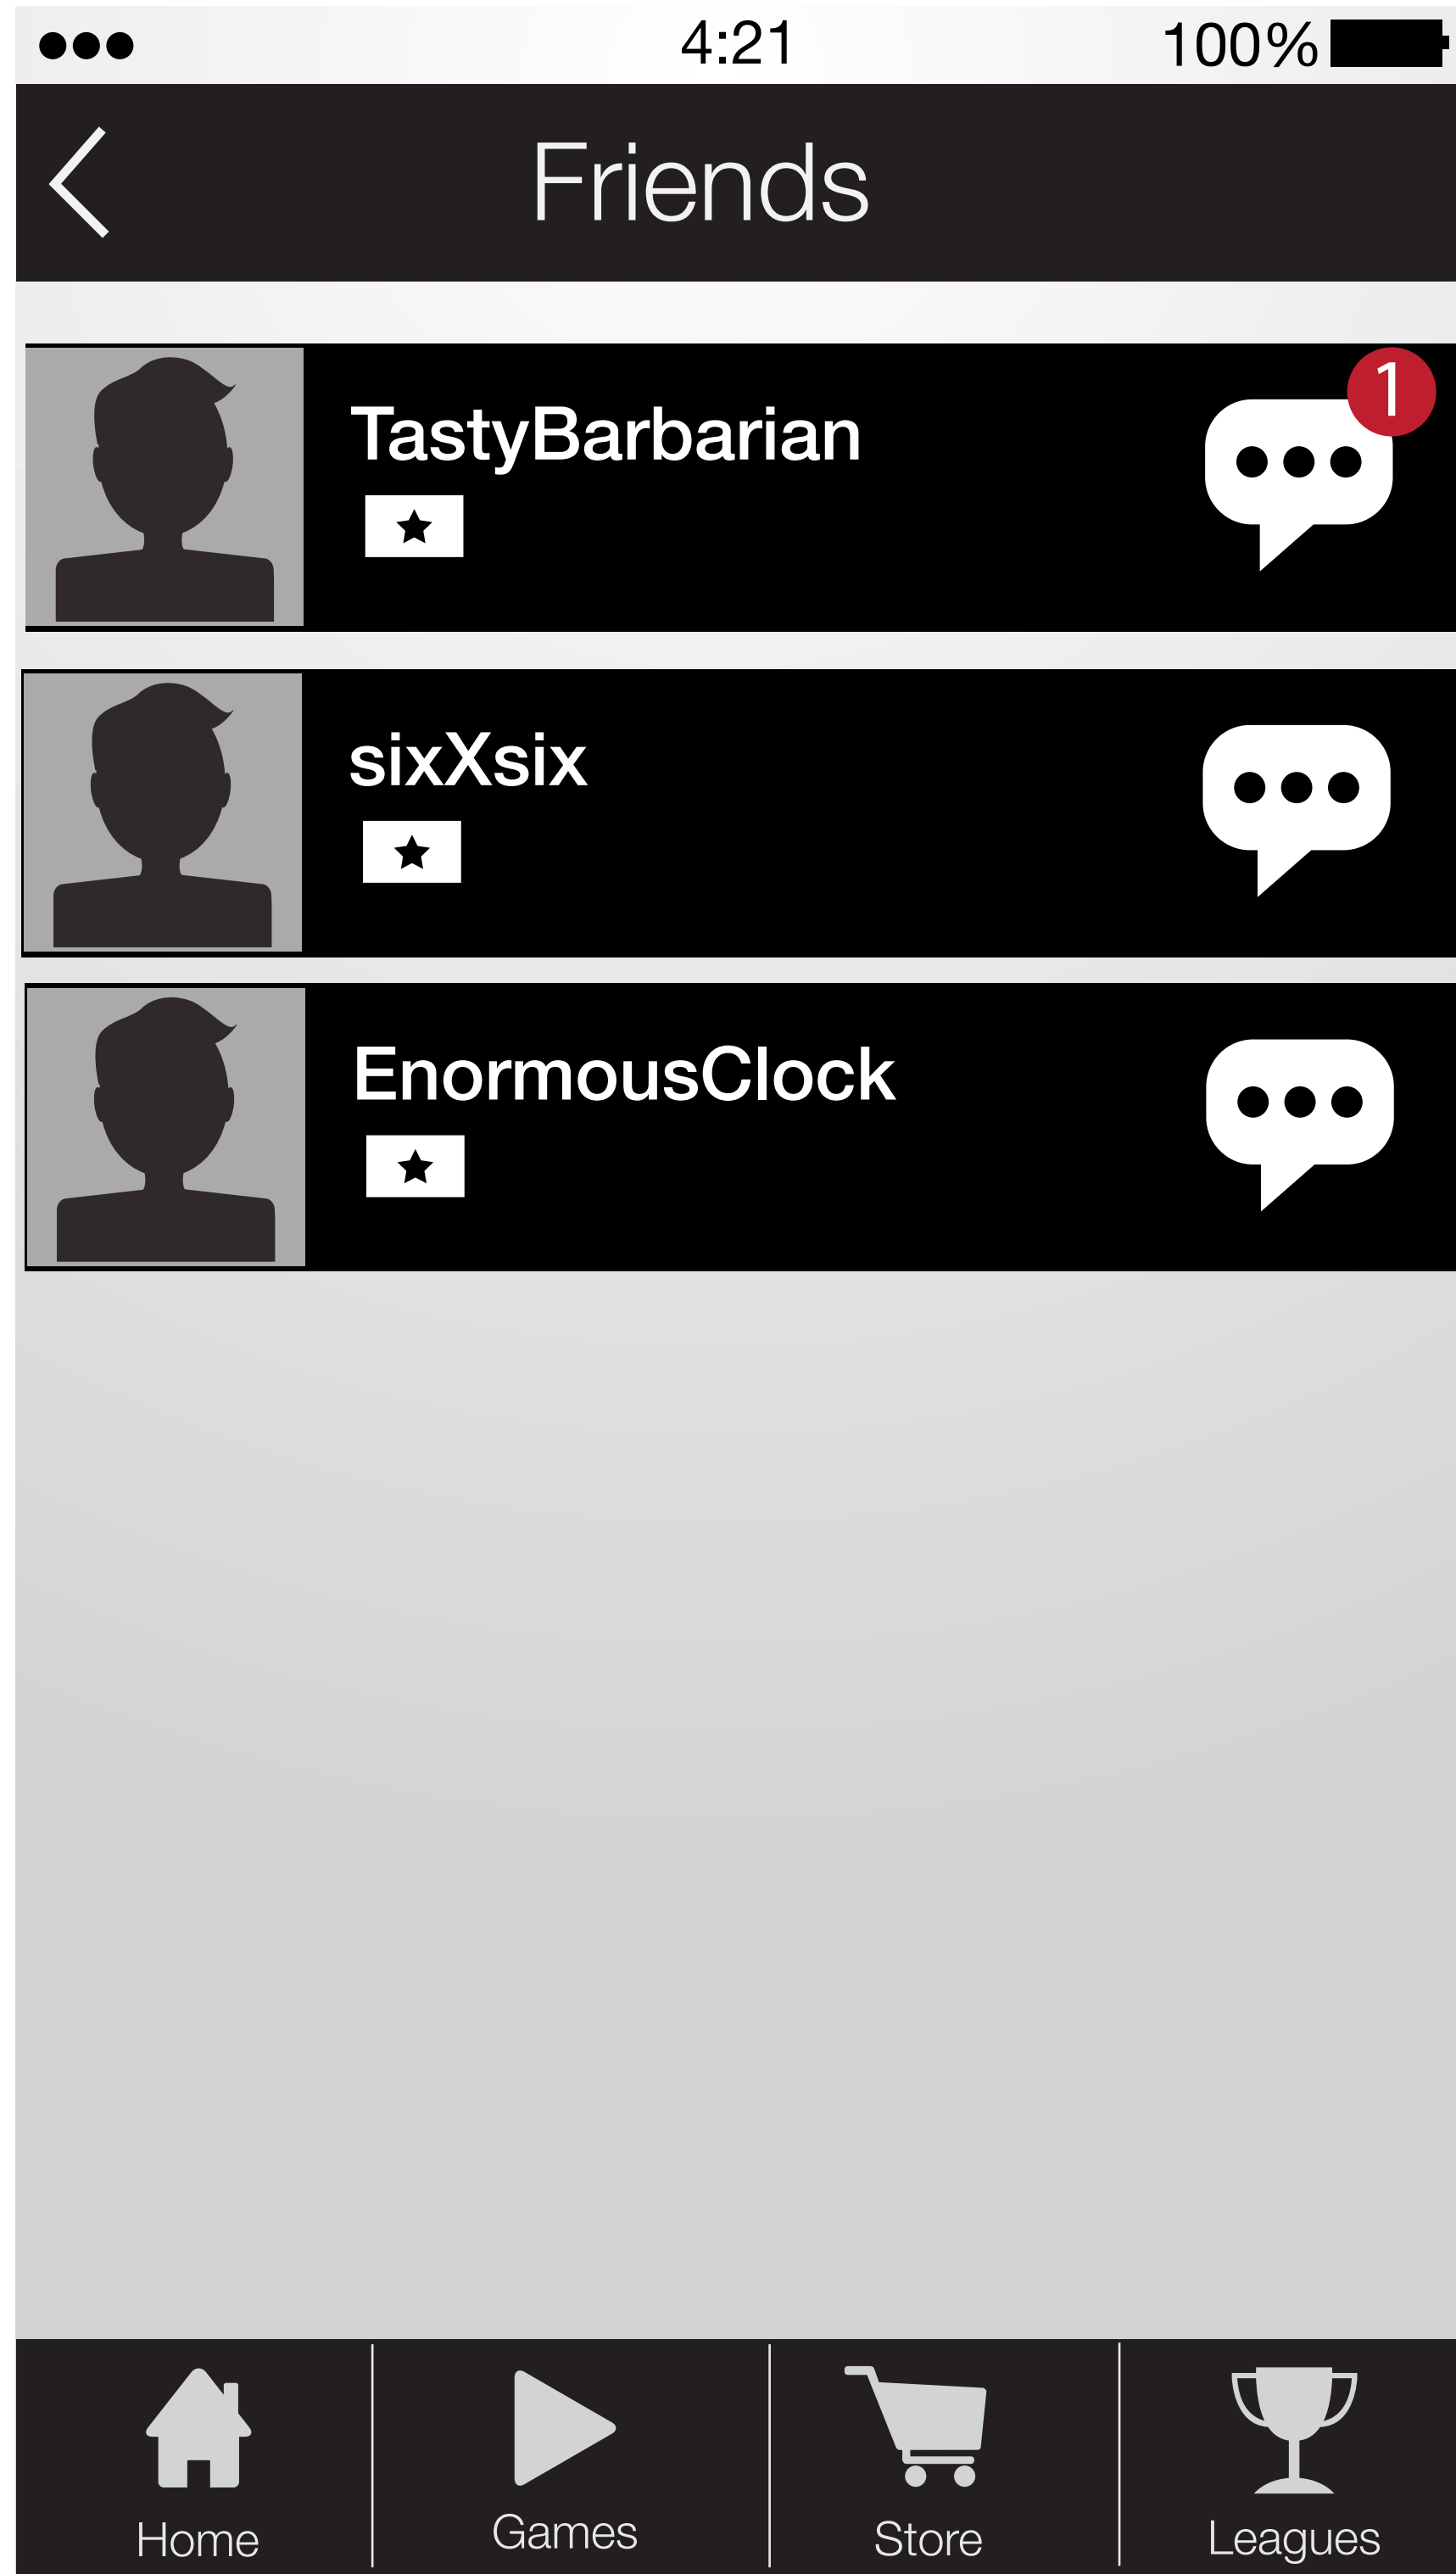 4:21 100%
Friends
TastyBarbarian
1
sixXsix
EnormousClock
Home Games Store Leagues